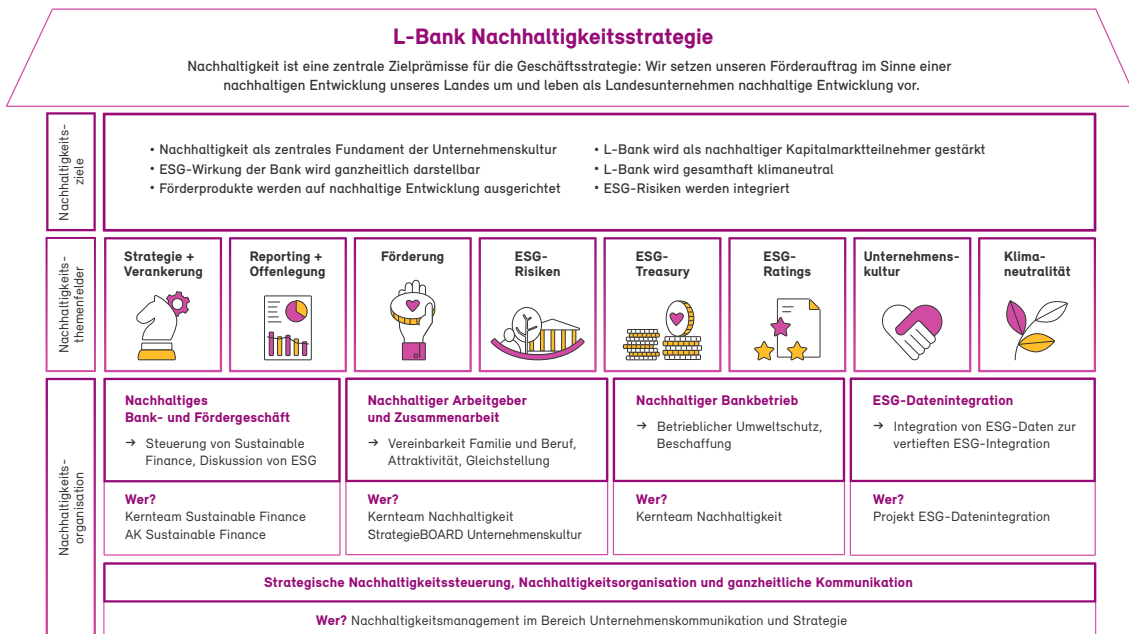 L-Bank Nachhaltigkeitsstrategie
Nachhaltigkeit ist eine zentrale Zielprämisse für die Geschäftsstrategie: Wir setzen unseren Förderauftrag im Sinne einer
nachhaltigen Entwicklung unseres Landes um und leben als Landesunternehmen nachhaltige Entwicklung vor.
Nachhaltigkeits-
ziele
• Nachhaltigkeit als zentrales Fundament der Unternehmenskultur
• ESG-Wirkung der Bank wird ganzheitlich darstellbar
• Förderprodukte werden auf nachhaltige Entwicklung ausgerichtet
• L-Bank wird als nachhaltiger Kapitalmarktteilnehmer gestärkt
• L-Bank wird gesamthaft klimaneutral
• ESG-Risiken werden integriert
Nachhaltigkeits-
themenfelder
Strategie +
Verankerung
Reporting +
Offenlegung
Förderung
ESG-
Risiken
ESG-
Treasury
ESG-
Ratings
Unternehmens-
kultur
Klima-
neutralität
Nachhaltigkeits-
organisation
Nachhaltiges
Bank- und Fördergeschäft
→ Steuerung von Sustainable
Finance, Diskussion von ESG
Wer?
Kernteam Sustainable Finance
AK Sustainable Finance
Nachhaltiger Arbeitgeber
und Zusammenarbeit
→ Vereinbarkeit Familie und Beruf,
Attraktivität, Gleichstellung
Wer?
Kernteam Nachhaltigkeit
StrategieBOARD Unternehmenskultur
Nachhaltiger Bankbetrieb
→ Betrieblicher Umweltschutz,
Beschaffung
Wer?
Kernteam Nachhaltigkeit
ESG-Datenintegration
→ Integration von ESG-Daten zur
vertieften ESG-Integration
Wer?
Projekt ESG-Datenintegration
Strategische Nachhaltigkeitssteuerung, Nachhaltigkeitsorganisation und ganzheitliche Kommunikation
Wer? Nachhaltigkeitsmanagement im Bereich Unternehmenskommunikation und Strategie